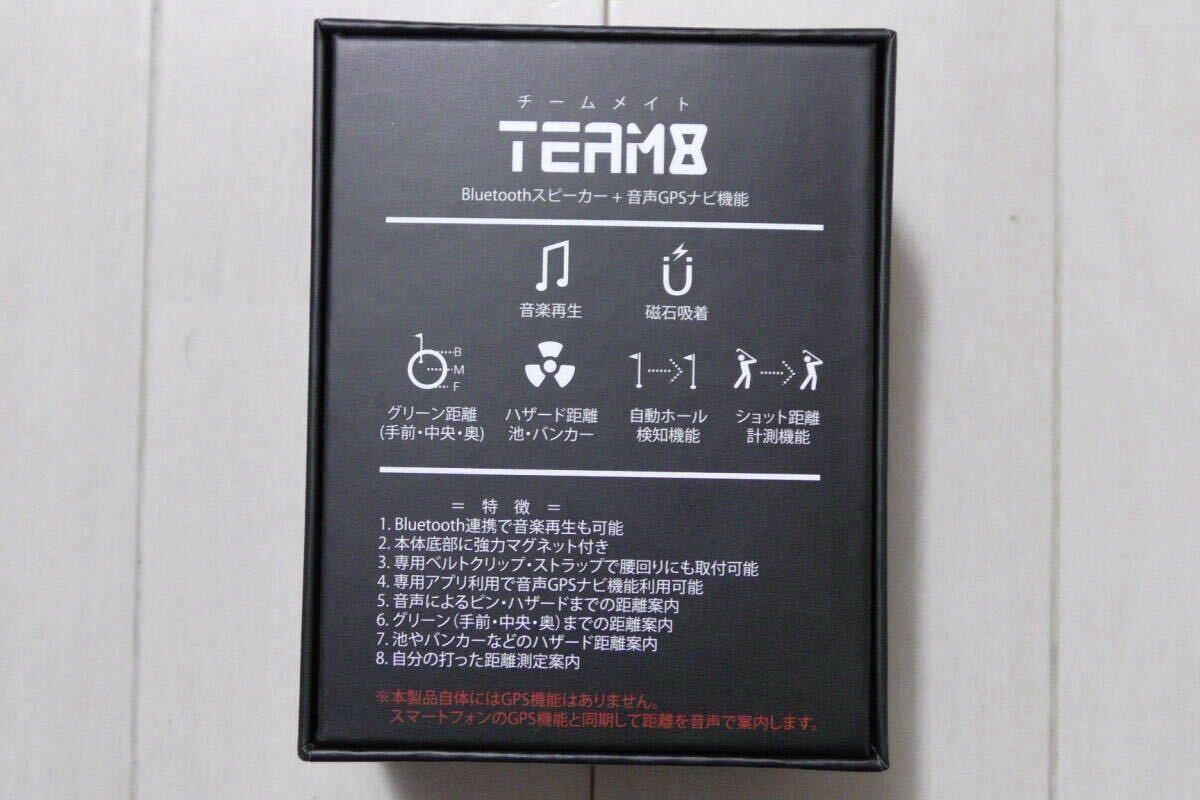 チームメイト
TEAM8
Bluetoothスピーカー + 音声GPSナビ機能
音楽再生
磁石吸着
B
M
F
グリーン距離
(手前・中央・奥)
ハザード距離
池・バンカー
自動ホール
検知機能
ショット距離
計測機能
＝ 特 徴 ＝
1. Bluetooth連携で音楽再生も可能
2. 本体底部に強力マグネット付き
3. 専用ベルトクリップ・ストラップで腰回りにも取付可能
4. 専用アプリ利用で音声GPSナビ機能利用可能
5. 音声によるピン・ハザードまでの距離案内
6. グリーン（手前・中央・奥）までの距離案内
7. 池やバンカーなどのハザード距離案内
8. 自分の打った距離測定案内
※本製品自体にはGPS機能はありません。
スマートフォンのGPS機能と同期して距離を音声で案内します。